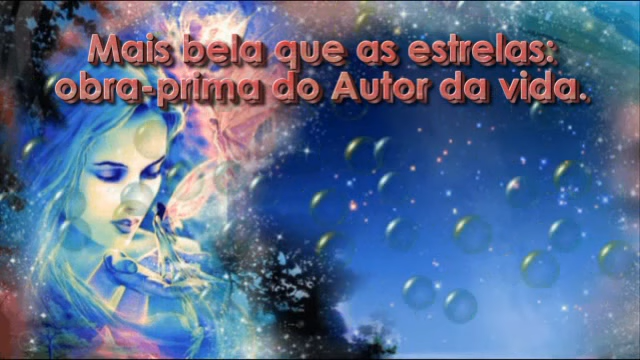 Mais bela que as estrelas:
obra-prima do Autor da vida.